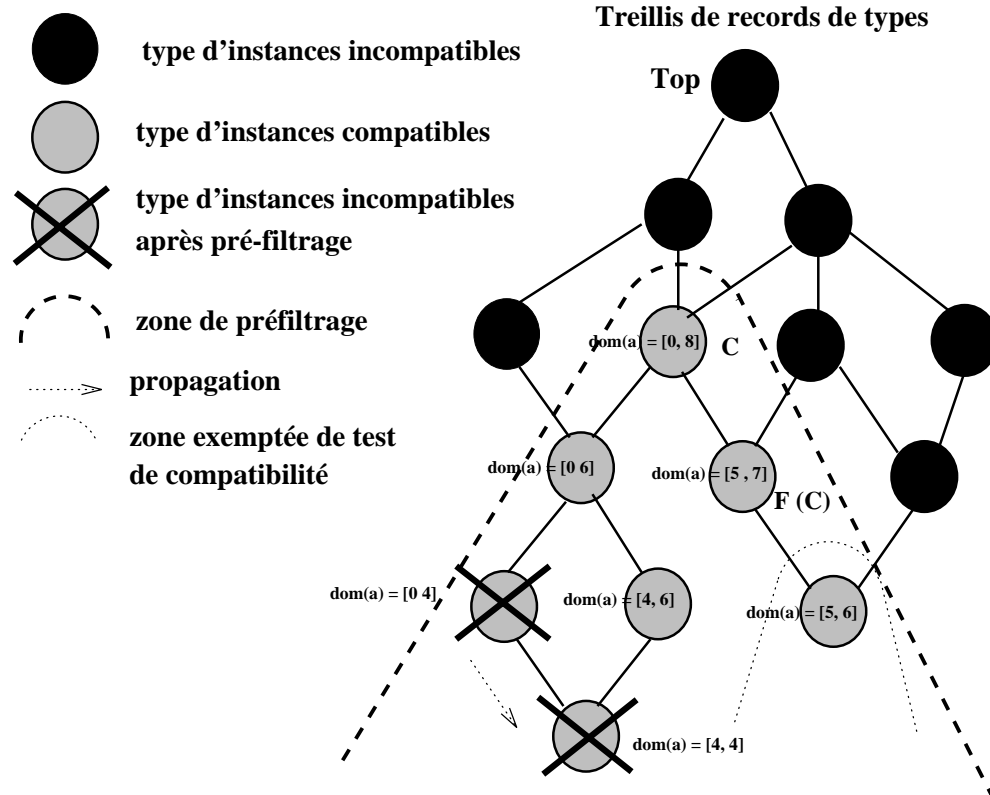 Treillis de records de types
type d'instances incompatibles
Top
type d'instances compatibles
type d'instances incompatibles
après pré-filtrage
zone de préfiltrage
dom(a) = [0, 8]
C
propagation
zone exemptée de test
de compatibilité
dom(a) = [0 6]
dom(a) = [5 , 7]
F (C)
dom(a) = [0 4]
dom(a) = [4, 6]
dom(a) = [5, 6]
dom(a) = [4, 4]